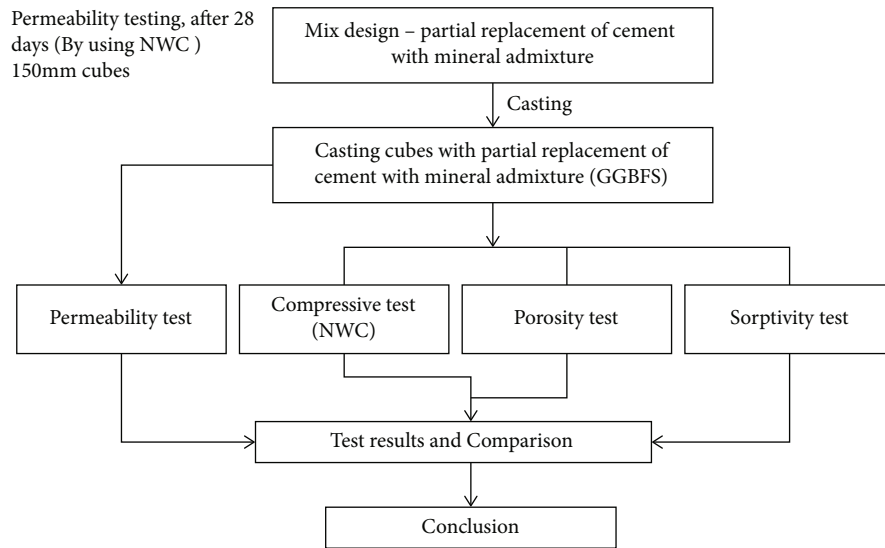 Permeability testing, after 28
days (By using NWC )
150mm cubes
Mix design – partial replacement of cement
with mineral admixture
Casting
Casting cubes with partial replacement of
cement with mineral admixture (GGBFS)
Permeability test
Compressive test
(NWC)
Porosity test
Sorptivity test
Test results and Comparison
Conclusion